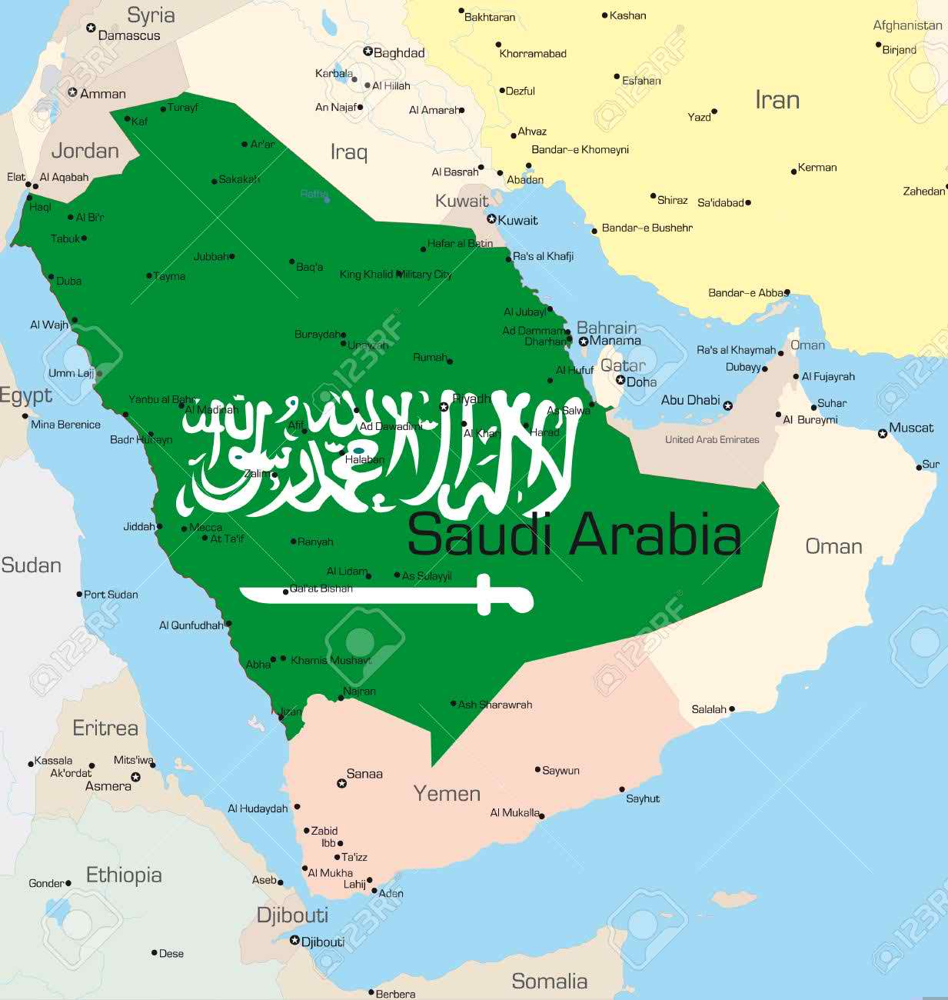 Syria
Damascus
Baghdad
Bakhtaran
Kashan
Afghanistan
Birjand
Khorramabad
Karbala
Al Hillah
Esfahan
Amman
Dezful
Iran
Turayf
Kaf
An Najaf
Al Amarah
Yazd
Jordan
Ar'ar
Iraq
Ahvaz
Bandar-e Khomeyni
Elat
Al Aqabah
Sakakah
Al Basrah
Abadan
Kerman
Zahedan
Rafha
Kuwait
Kuwait
Shiraz
Sa'idabad
Haql
Al Bi'r
Bandar-e Bushehr
Tabuk
Hafar al Batin
Jubbah
Baq'a
Ra's al Khafji
Duba
Tayma
King Khalid Military City
Bandar-e Abbas
Al Wajh
Buraydah
Unayzah
Al Jubayl
Ad Dammam
Dharhan
Bahrain
Manama
Ra's al Khaymah
Oman
Rumah
Qatar
Doha
Dubayy
Umm Lajj
Al Hufuf
Al Fujayrah
Egypt
Yanbu al Bahr
Al Madinah
Riyadh
As Salwa
Abu Dhabi
Suhar
Mina Berenice
Afif
Ad Dawadimi
Al Kharj
Harad
Al Buraymi
Muscat
Badr Hunayn
United Arab Emirates
Halaban
Sur
Zalim
لا إله إلا الله محمد رسول الله
Jiddah
Mecca
At Ta'if
Ranyah
Saudi Arabia
Oman
Sudan
Al Lidam
As Sulayyil
Port Sudan
Qal'at Bishah
Al Qunfudhah
Abha
Khamis Mushayt
Najran
Ash Sharawrah
Salalah
Jizan
Eritrea
Kassala
Ak'ordat
Mits'iwa
Asmera
Sanaa
Saywun
Yemen
Sayhut
Al Hudaydah
Al Mukalla
Zabid
Ibb
Ta'izz
Ethiopia
Al Mukha
Lahij
Gonder
Aseb
Aden
Djibouti
Djibouti
Dese
Somalia
Berbera
123RF